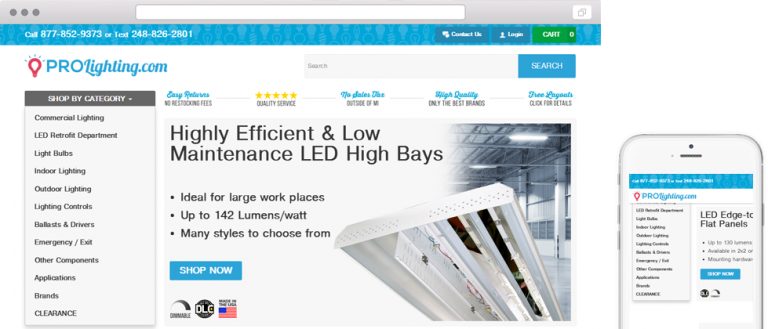 Call 877-852-9373 or Text 248-826-2801
Contact Us
Login
CART 0
PROLighting.com
Search
SEARCH
SHOP BY CATEGORY
Easy Returns
NO RESTOCKING FEES
QUALITY SERVICE
No Sales Tax
OUTSIDE OF MI
High Quality
ONLY THE BEST BRANDS
Free Layouts
CLICK FOR DETAILS
Commercial Lighting
LED Retrofit Department
Light Bulbs
Indoor Lighting
Outdoor Lighting
Lighting Controls
Ballasts & Drivers
Emergency / Exit
Other Components
Applications
Brands
CLEARANCE
Highly Efficient & Low
Maintenance LED High Bays
• Ideal for large work places
• Up to 142 Lumens/watt
• Many styles to choose from
SHOP NOW
DIMMABLE
DLC
MADE IN
THE USA
Call 877-852-9373 or Text 248-826-2801
PROLighting.com
LED Retrofit Department
Light Bulbs
Indoor Lighting
Outdoor Lighting
Lighting Controls
Ballasts & Drivers
Emergency / Exit
Other Components
Applications
Brands
CLEARANCE
LED Edge-to
Flat Panels
• Up to 130 lumens
• Available in 2x2 or
• Mounting hardwa
SHOP NOW
DLC